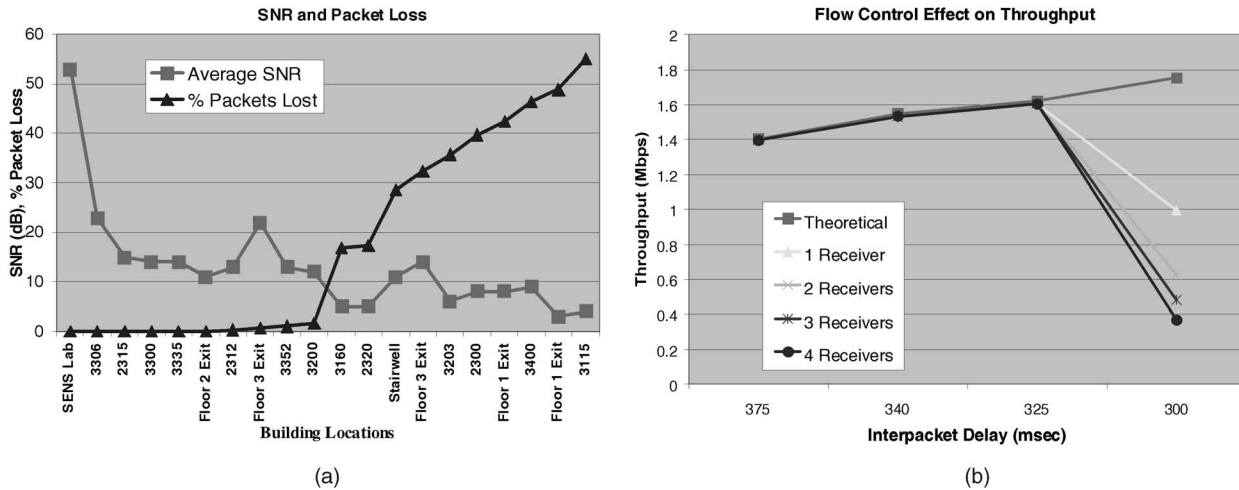 SNR and Packet Loss
60
50
40
30
20
10
0
SNR (dB), % Packet Loss
Average SNR
% Packets Lost
SENS Lab
3306
2315
3300
3335
Floor 2 Exit
2312
Floor 3 Exit
3352
3200
3160
2320
Stairwell
Floor 3 Exit
3203
2300
Floor 1 Exit
3400
Floor 1 Exit
3115
Building Locations
(a)
Flow Control Effect on Throughput
2
1.8
1.6
1.4
1.2
1
0.8
0.6
0.4
0.2
0
Throughput (Mbps)
Theoretical
1 Receiver
2 Receivers
3 Receivers
4 Receivers
375
340
325
300
Interpacket Delay (msec)
(b)